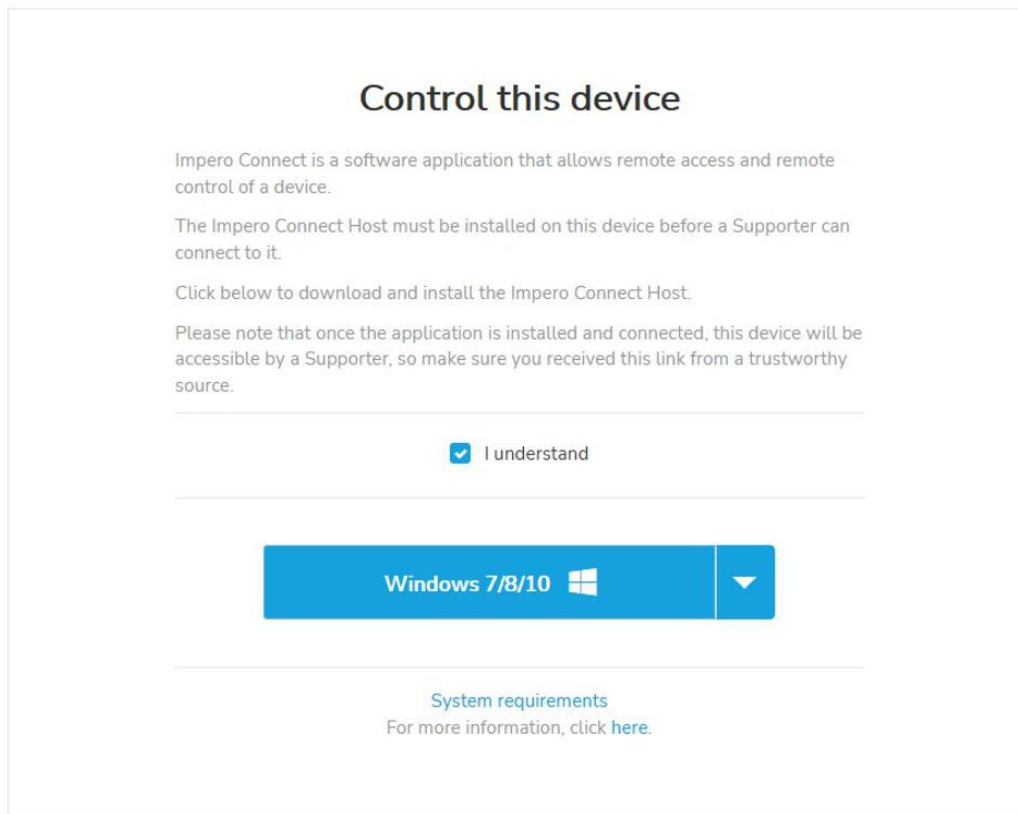 Control this device
Impero Connect is a software application that allows remote access and remote
control of a device.
The Impero Connect Host must be installed on this device before a Supporter can
connect to it.
Click below to download and install the Impero Connect Host.
Please note that once the application is installed and connected, this device will be
accessible by a Supporter, so make sure you received this link from a trustworthy
source.
I understand
Windows 7/8/10
System requirements
For more information, click here.